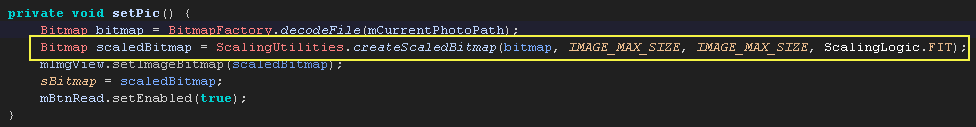 private void setPic() {
Bitmap bitmap = BitmapFactory.decodeFile(mCurrentPhotoPath);
Bitmap scaledBitmap = ScalingUtilities.createScaledBitmap(bitmap, IMAGE_MAX_SIZE, IMAGE_MAX_SIZE, ScalingLogic.FIT);
mImgView.setImageBitmap(scaledBitmap);
sBitmap = scaledBitmap;
mBtnRead.setEnabled(true);
}